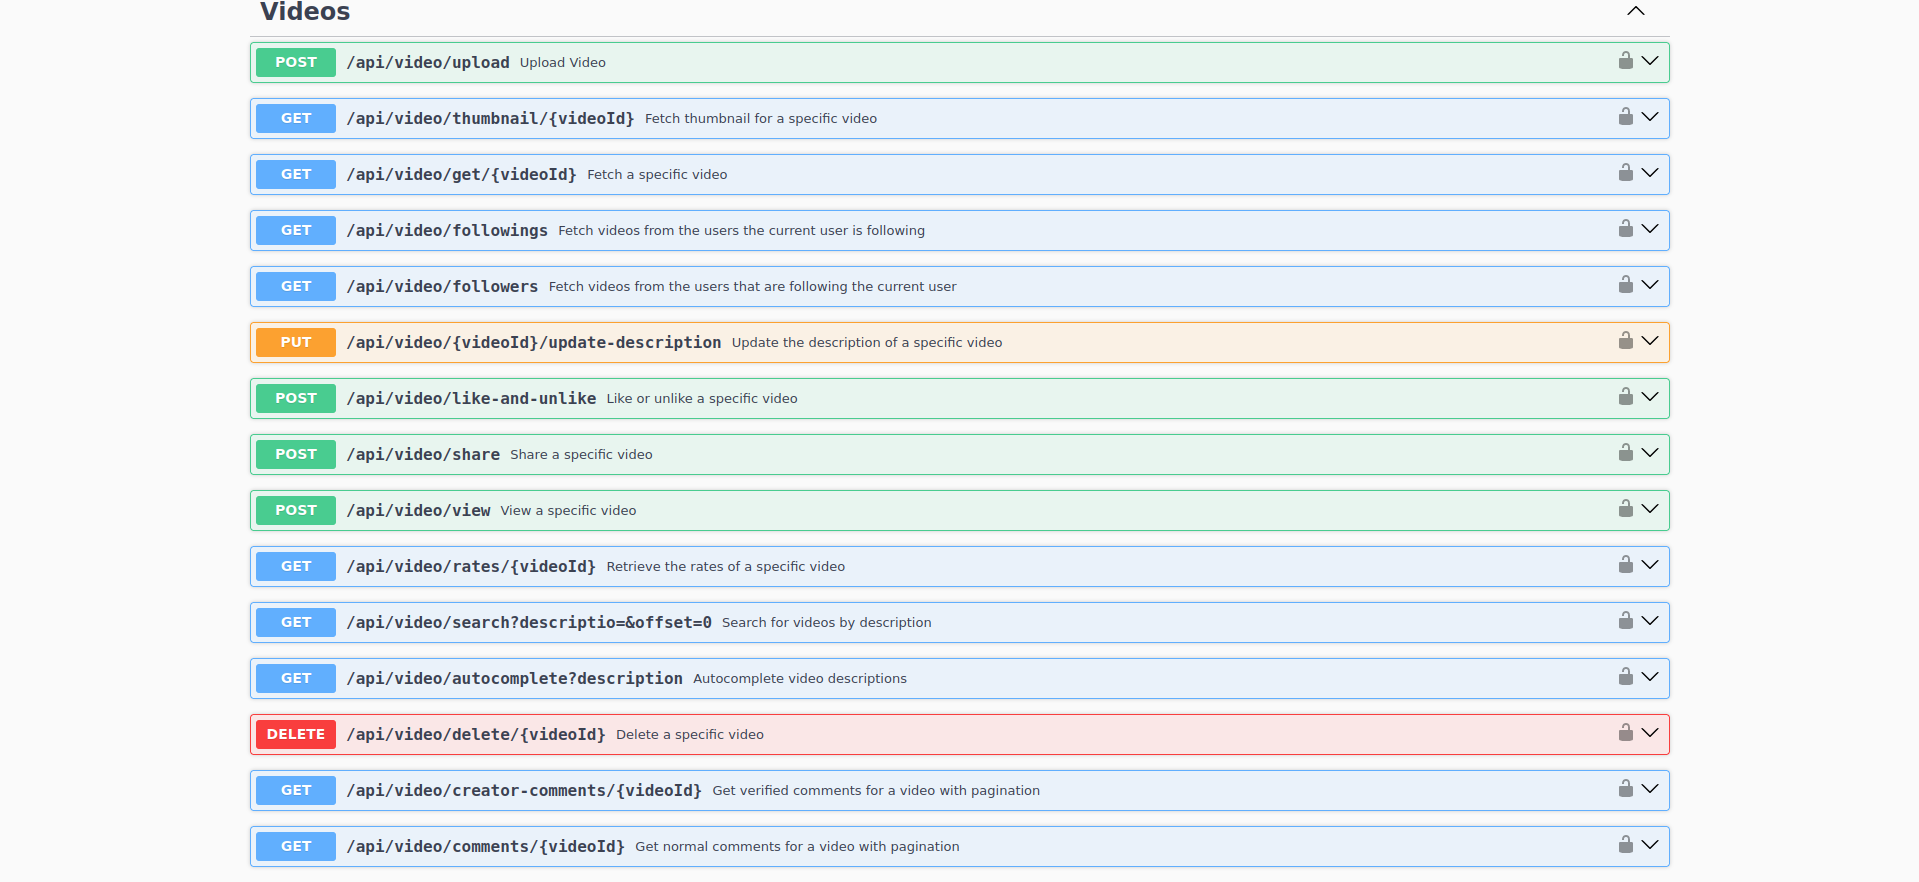 Videos
POST /api/video/upload Upload Video
GET /api/video/thumbnail/{videoId} Fetch thumbnail for a specific video
GET /api/video/get/{videoId} Fetch a specific video
GET /api/video/followings Fetch videos from the users the current user is following
GET /api/video/followers Fetch videos from the users that are following the current user
PUT /api/video/{videoId}/update-description Update the description of a specific video
POST /api/video/like-and-unlike Like or unlike a specific video
POST /api/video/share Share a specific video
POST /api/video/view View a specific video
GET /api/video/rates/{videoId} Retrieve the rates of a specific video
GET /api/video/search?descriptio=&offset=0 Search for videos by description
GET /api/video/autocomplete?description Autocomplete video descriptions
DELETE /api/video/delete/{videoId} Delete a specific video
GET /api/video/creator-comments/{videoId} Get verified comments for a video with pagination
GET /api/video/comments/{videoId} Get normal comments for a video with pagination